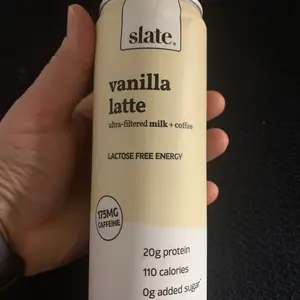 slate.
vanilla
latte
ultra-filtered milk + coffee
LACTOSE FREE ENERGY
175MG
CAFFEINE
20g protein
110 calories
0g added sugar*